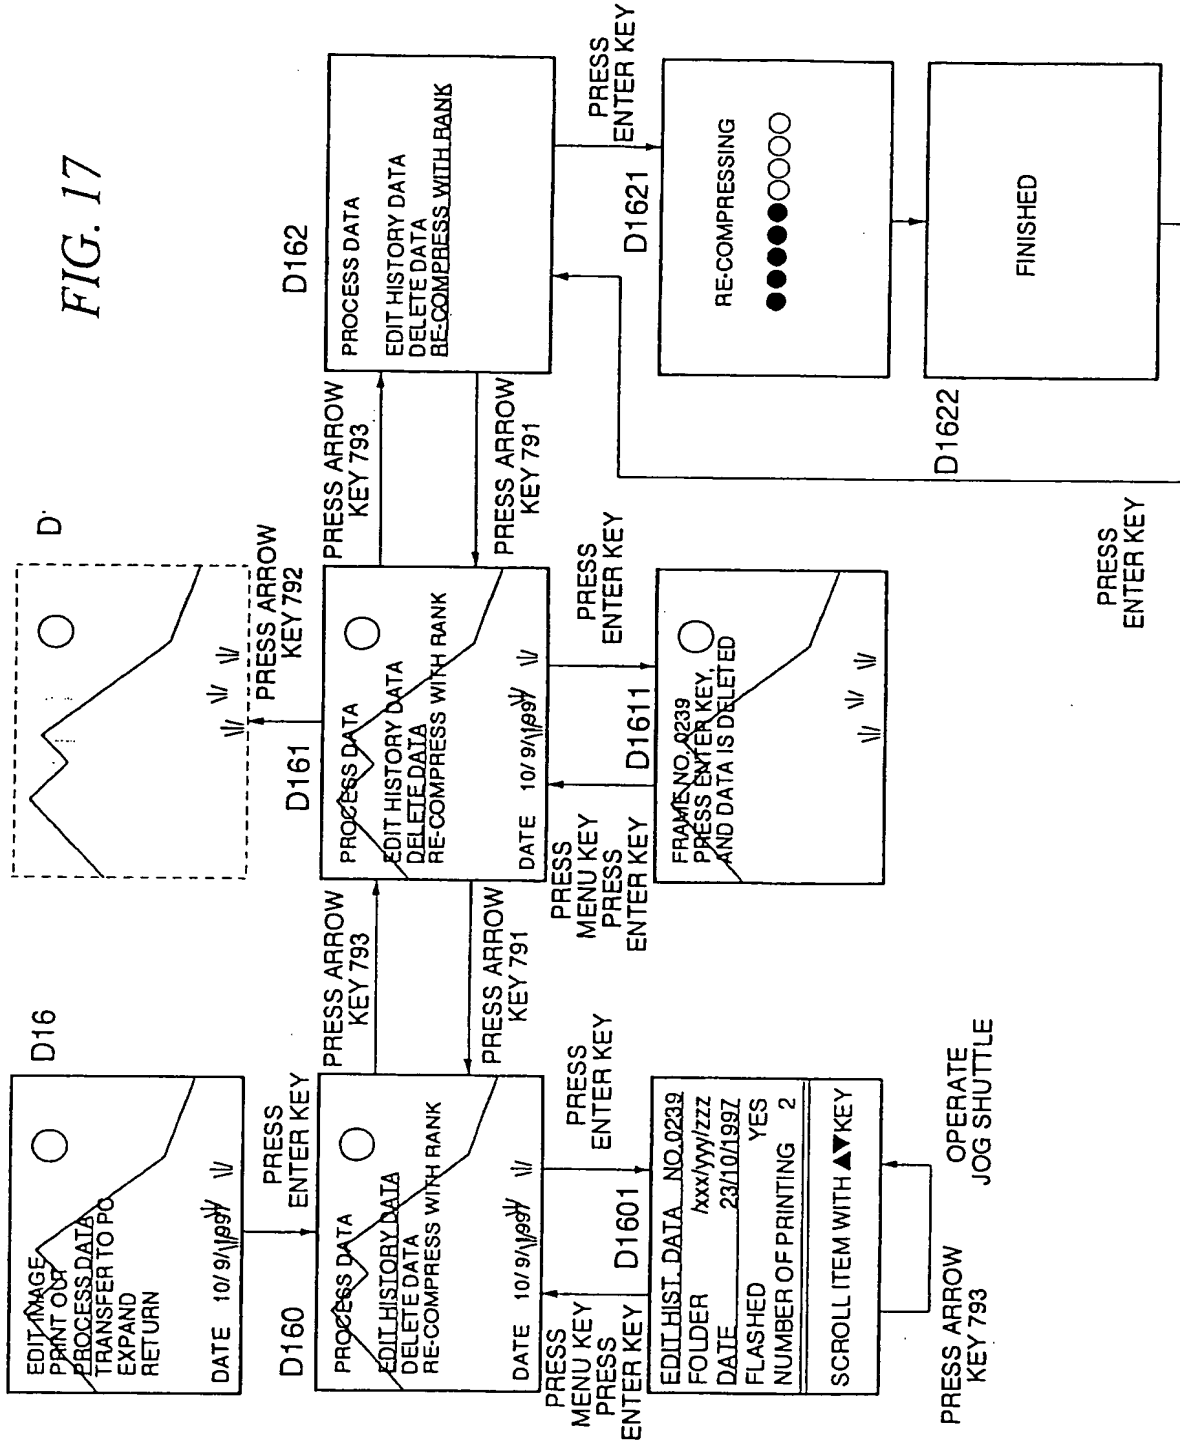 FIG. 17
D16
EDIT IMAGE
PRINT OUT
PROCESS DATA
TRANSFER TO PC
EXPAND
RETURN
DATE 10/ 9/1997
PRESS
ENTER KEY
D160
PROCESS DATA
EDIT HISTORY DATA
DELETE DATA
RE-COMPRESS WITH RANK
DATE 10/ 9/1997
PRESS ARROW
KEY 793
PRESS ARROW
KEY 791
PRESS
MENU KEY
PRESS
ENTER KEY
PRESS
ENTER KEY
D1601
EDIT HIST. DATA NO.0239
FOLDER /xxx/yyy/zzz
DATE 23/10/1997
FLASHED YES
NUMBER OF PRINTING 2
SCROLL ITEM WITH ▲▼KEY
PRESS ARROW
KEY 793
OPERATE
JOG SHUTTLE
D
PRESS ARROW
KEY 792
D161
PROCESS DATA
EDIT HISTORY DATA
DELETE DATA
RE-COMPRESS WITH RANK
DATE 10/ 9/1997
PRESS ARROW
KEY 793
PRESS ARROW
KEY 791
PRESS
MENU KEY
PRESS
ENTER KEY
PRESS
ENTER KEY
D1611
FRAME NO. 0239
PRESS ENTER KEY,
AND DATA IS DELETED
D162
PROCESS DATA
EDIT HISTORY DATA
DELETE DATA
RE-COMPRESS WITH RANK
PRESS
ENTER KEY
D1621
RE-COMPRESSING
D1622
FINISHED
PRESS
ENTER KEY